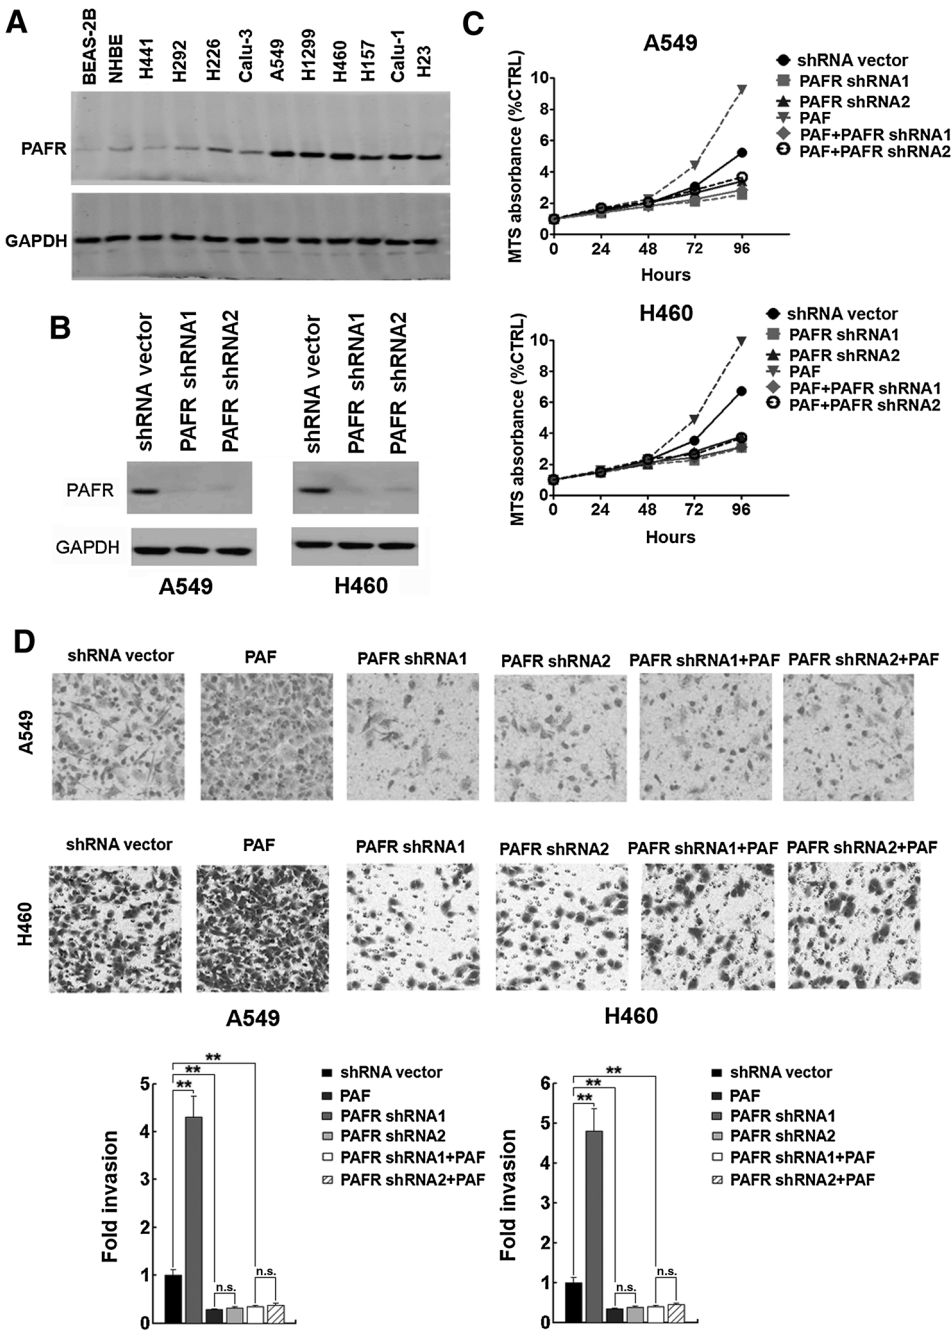 A
BEAS-2B
NHBE
H441
H292
H226
Calu-3
A549
H1299
H460
H157
Calu-1
H23
PAFR
GAPDH
B
shRNA vector
PAFR shRNA1
PAFR shRNA2
shRNA vector
PAFR shRNA1
PAFR shRNA2
PAFR
GAPDH
A549
H460
C
A549
MTS absorbance (%CTRL)
10
8
6
4
2
0
0 24 48 72 96
Hours
shRNA vector
PAFR shRNA1
PAFR shRNA2
PAF
PAF+PAFR shRNA1
PAF+PAFR shRNA2
H460
MTS absorbance (%CTRL)
10
8
6
4
2
0
0 24 48 72 96
Hours
shRNA vector
PAFR shRNA1
PAFR shRNA2
PAF
PAF+PAFR shRNA1
PAF+PAFR shRNA2
D
shRNA vector PAF PAFR shRNA1 PAFR shRNA2 PAFR shRNA1+PAF PAFR shRNA2+PAF
A549
shRNA vector PAF PAFR shRNA1 PAFR shRNA2 PAFR shRNA1+PAF PAFR shRNA2+PAF
H460
A549
Fold invasion
5
4
3
2
1
0
**
**
**
n.s.
n.s.
shRNA vector
PAF
PAFR shRNA1
PAFR shRNA2
PAFR shRNA1+PAF
PAFR shRNA2+PAF
H460
Fold invasion
6
5
4
3
2
1
0
**
**
**
n.s.
n.s.
shRNA vector
PAF
PAFR shRNA1
PAFR shRNA2
PAFR shRNA1+PAF
PAFR shRNA2+PAF